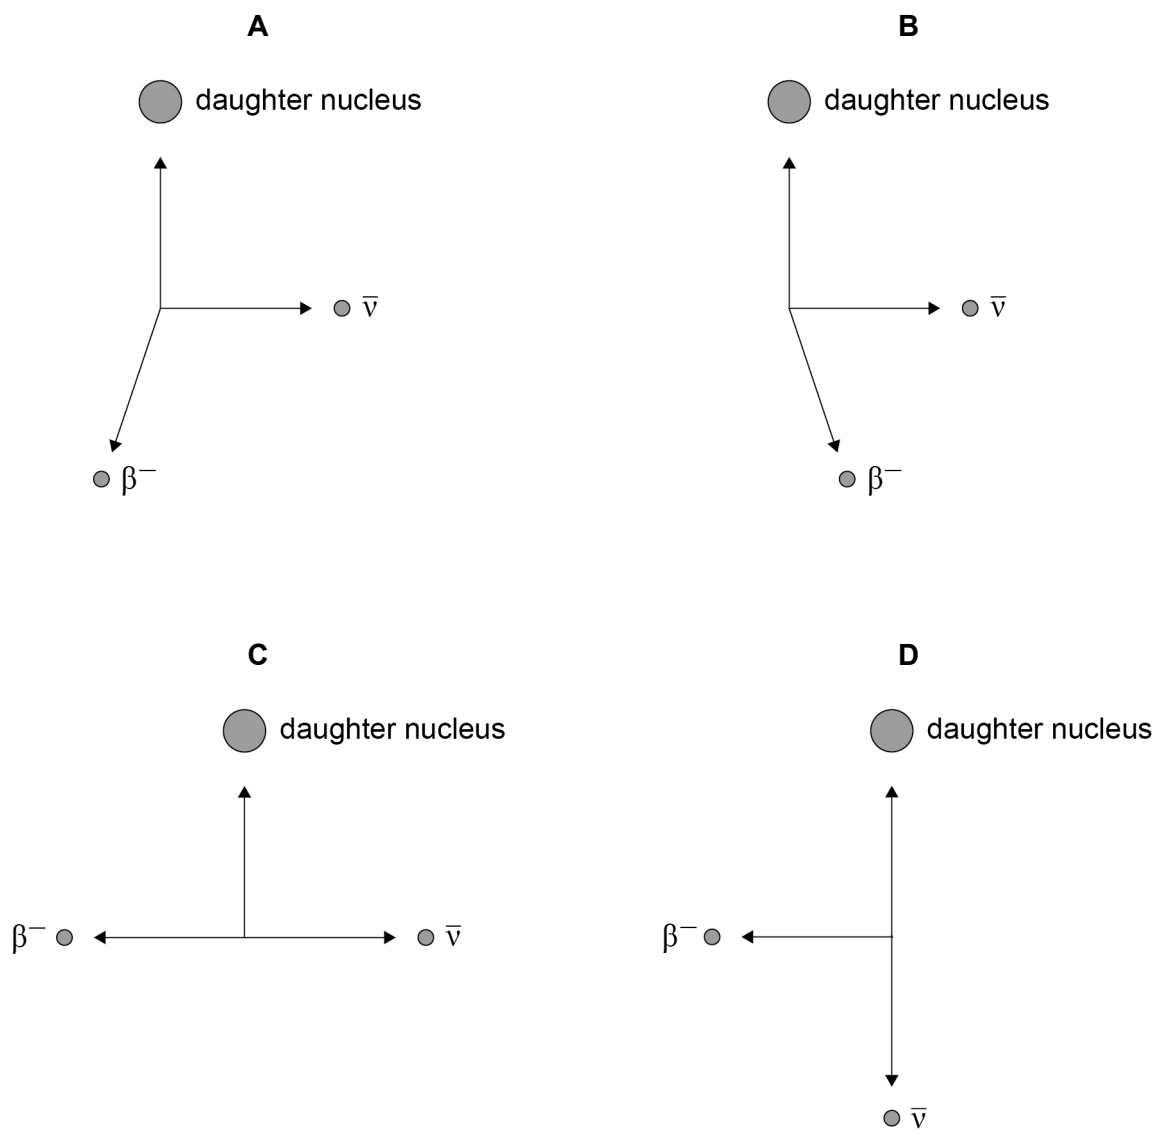 A
B
daughter nucleus
daughter nucleus
ν̅
ν̅
β⁻
β⁻
C
D
daughter nucleus
daughter nucleus
β⁻
ν̅
β⁻
ν̅